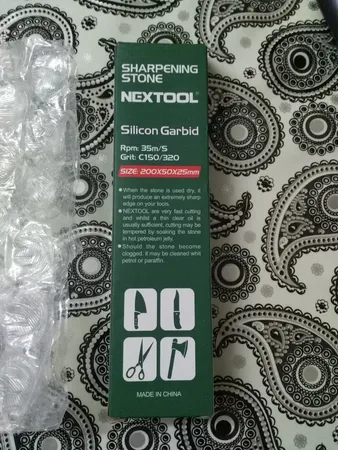 SHARPENING
STONE
NEXTOOL
Silicon Garbid
Rpm: 35m/S
Grit: C150/320
SIZE: 200X50X25mm
When the stone is used dry, it
will produce an extremely sharp
edge on your toos.
NEXTOOL are very fast cutting
and whilst a thin clear oil is
usually sufficient, cutting may be
tempered by soaking the stone
in hot petroleum jelly.
Should the stone become
clogged, it may be cleaned whit
petrol or paraffin.
MADE IN CHINA